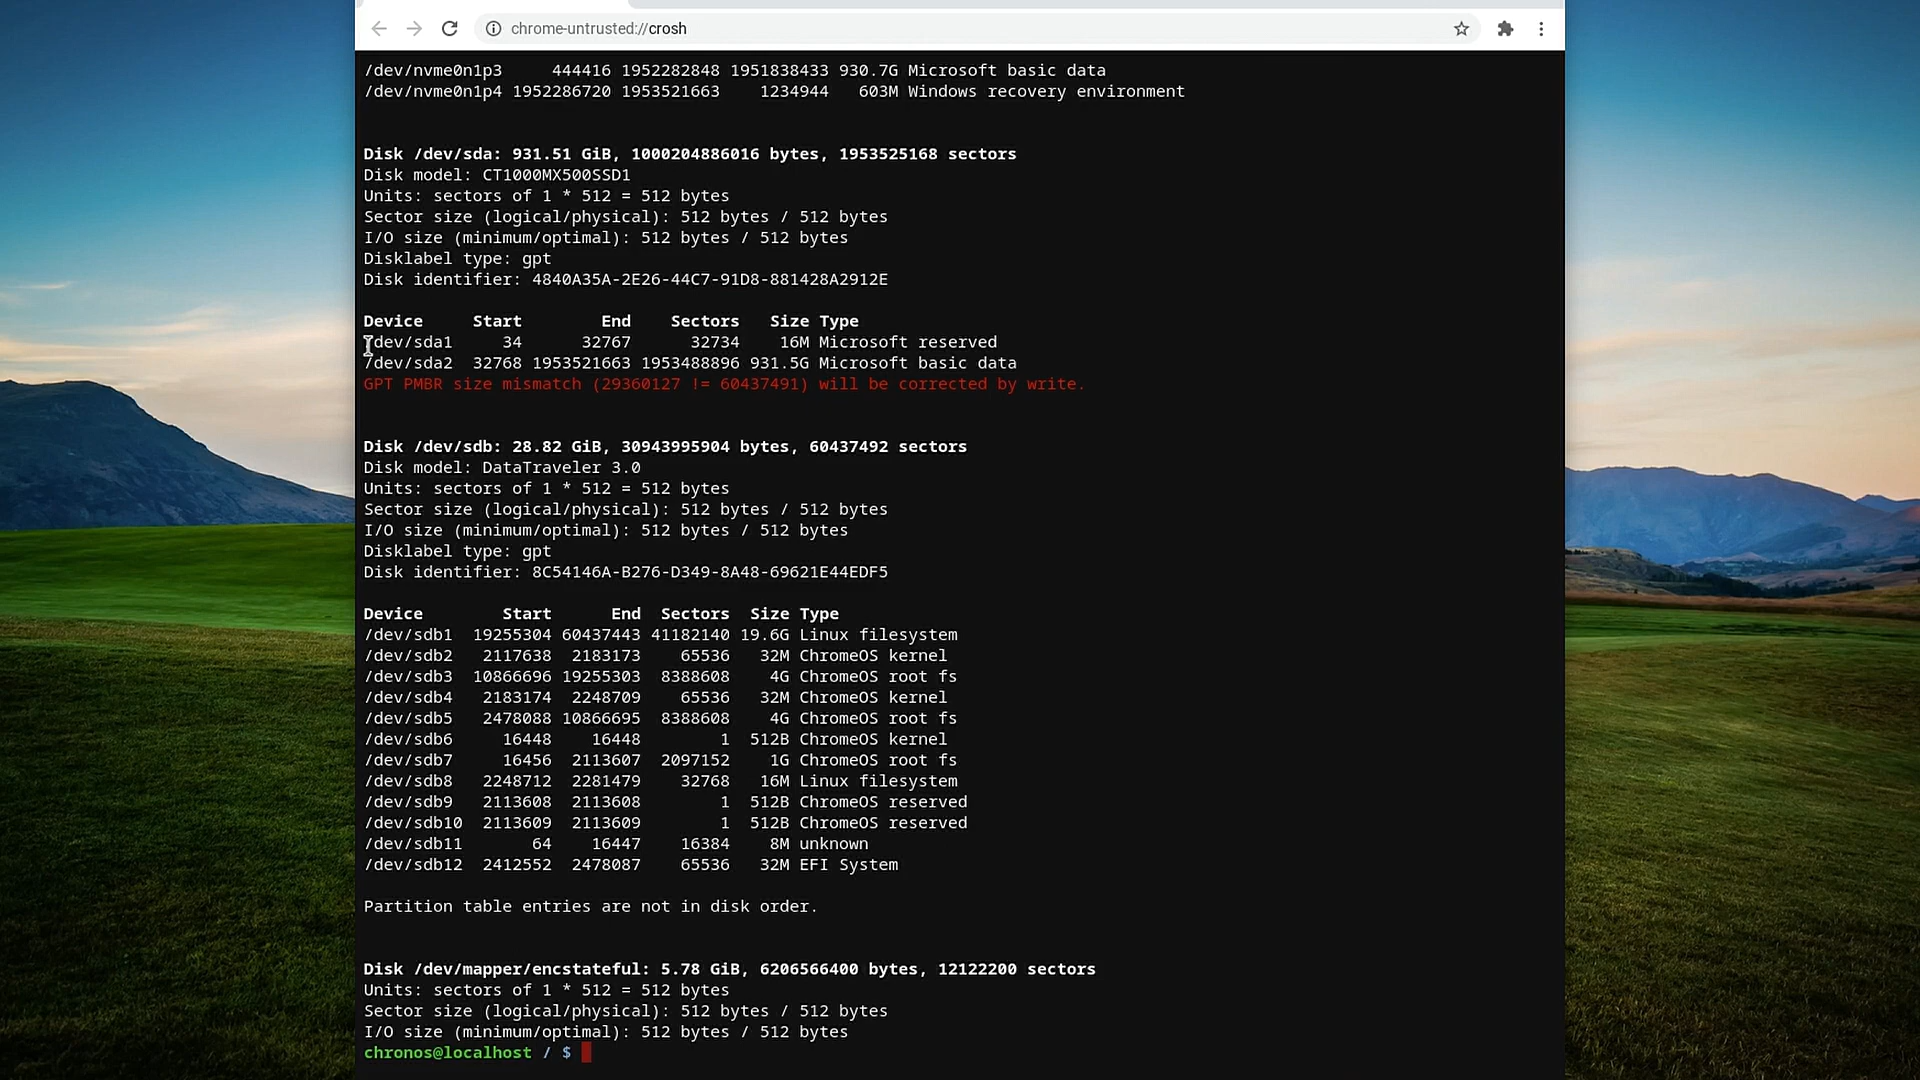 chrome-untrusted://crosh
/dev/nvme0n1p3     444416 1952282848 1951838433 930.7G Microsoft basic data
/dev/nvme0n1p4 1952286720 1953521663    1234944   603M Windows recovery environment
Disk /dev/sda: 931.51 GiB, 1000204886016 bytes, 1953525168 sectors
Disk model: CT1000MX500SSD1
Units: sectors of 1 * 512 = 512 bytes
Sector size (logical/physical): 512 bytes / 512 bytes
I/O size (minimum/optimal): 512 bytes / 512 bytes
Disklabel type: gpt
Disk identifier: 4840A35A-2E26-44C7-91D8-881428A2912E
Device     Start        End    Sectors   Size Type
/dev/sda1     34      32767      32734    16M Microsoft reserved
/dev/sda2  32768 1953521663 1953488896 931.5G Microsoft basic data
GPT PMBR size mismatch (29360127 != 60437491) will be corrected by write.
Disk /dev/sdb: 28.82 GiB, 30943995904 bytes, 60437492 sectors
Disk model: DataTraveler 3.0
Units: sectors of 1 * 512 = 512 bytes
Sector size (logical/physical): 512 bytes / 512 bytes
I/O size (minimum/optimal): 512 bytes / 512 bytes
Disklabel type: gpt
Disk identifier: 8C54146A-B276-D349-8A48-69621E44EDF5
Device        Start      End  Sectors  Size Type
/dev/sdb1  19255304 60437443 41182140 19.6G Linux filesystem
/dev/sdb2   2117638  2183173    65536   32M ChromeOS kernel
/dev/sdb3  10866696 19255303  8388608    4G ChromeOS root fs
/dev/sdb4   2183174  2248709    65536   32M ChromeOS kernel
/dev/sdb5   2478088 10866695  8388608    4G ChromeOS root fs
/dev/sdb6     16448    16448        1  512B ChromeOS kernel
/dev/sdb7     16456  2113607  2097152    1G ChromeOS root fs
/dev/sdb8   2248712  2281479    32768   16M Linux filesystem
/dev/sdb9   2113608  2113608        1  512B ChromeOS reserved
/dev/sdb10  2113609  2113609        1  512B ChromeOS reserved
/dev/sdb11       64    16447    16384    8M unknown
/dev/sdb12  2412552  2478087    65536   32M EFI System
Partition table entries are not in disk order.
Disk /dev/mapper/encstateful: 5.78 GiB, 6206566400 bytes, 12122200 sectors
Units: sectors of 1 * 512 = 512 bytes
Sector size (logical/physical): 512 bytes / 512 bytes
I/O size (minimum/optimal): 512 bytes / 512 bytes
chronos@localhost / $